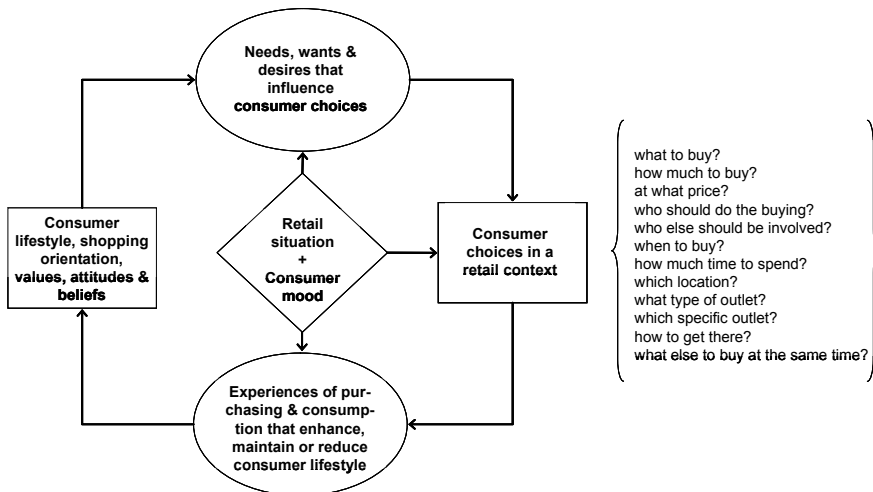 Needs, wants &
desires that
influence
consumer choices
Consumer
lifestyle, shopping
orientation,
values, attitudes &
beliefs
Retail
situation
+
Consumer
mood
Consumer
choices in a
retail context
what to buy?
how much to buy?
at what price?
who should do the buying?
who else should be involved?
when to buy?
how much time to spend?
which location?
what type of outlet?
which specific outlet?
how to get there?
what else to buy at the same time?
Experiences of pur-
chasing & consump-
tion that enhance,
maintain or reduce
consumer lifestyle